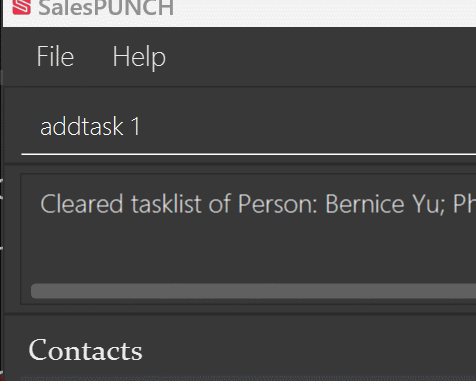 SalesPUNCH
File Help
addtask 1
Cleared tasklist of Person: Bernice Yu; Ph
Contacts